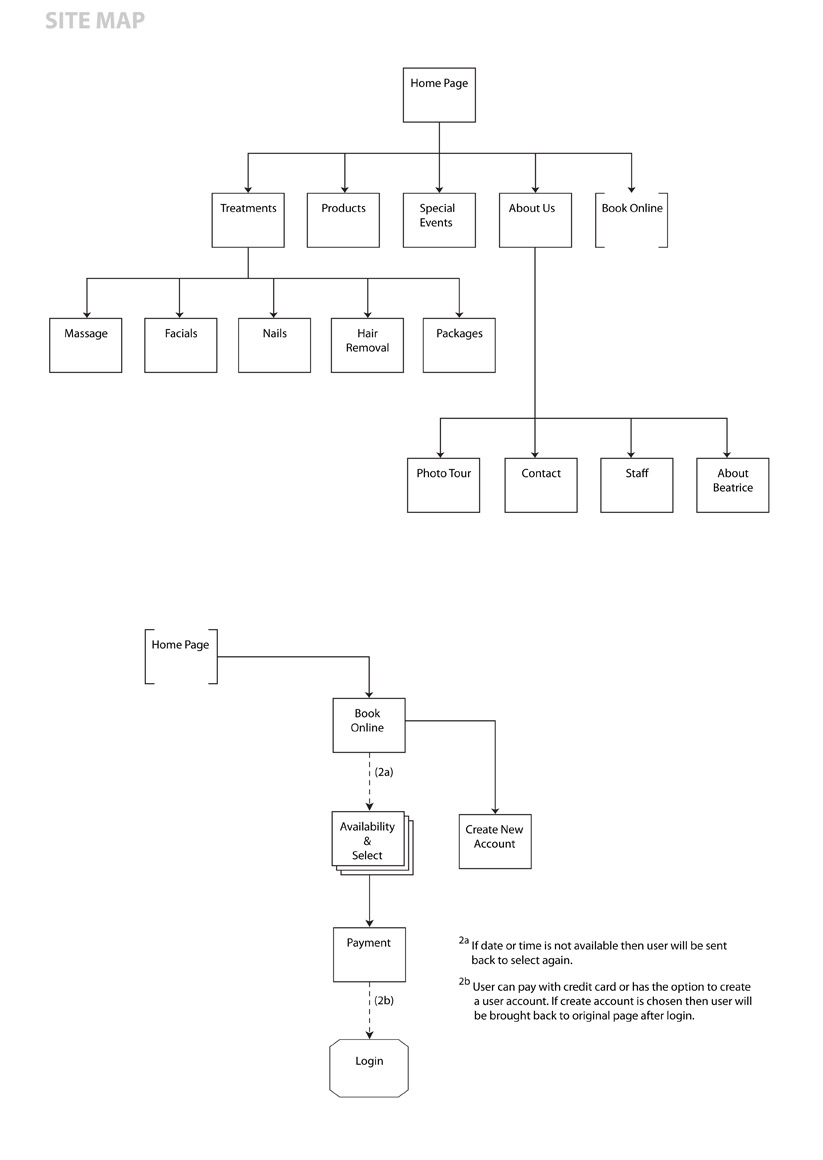 SITE MAP
Home Page
Treatments
Products
Special
Events
About Us
Book Online
Massage
Facials
Nails
Hair
Removal
Packages
Photo Tour
Contact
Staff
About
Beatrice
Home Page
Book
Online
(2a)
Availability
&
Select
Create New
Account
Payment
2a If date or time is not available then user will be sent
back to select again.
2b User can pay with credit card or has the option to create
a user account. If create account is chosen then user will
be brought back to original page after login.
(2b)
Login